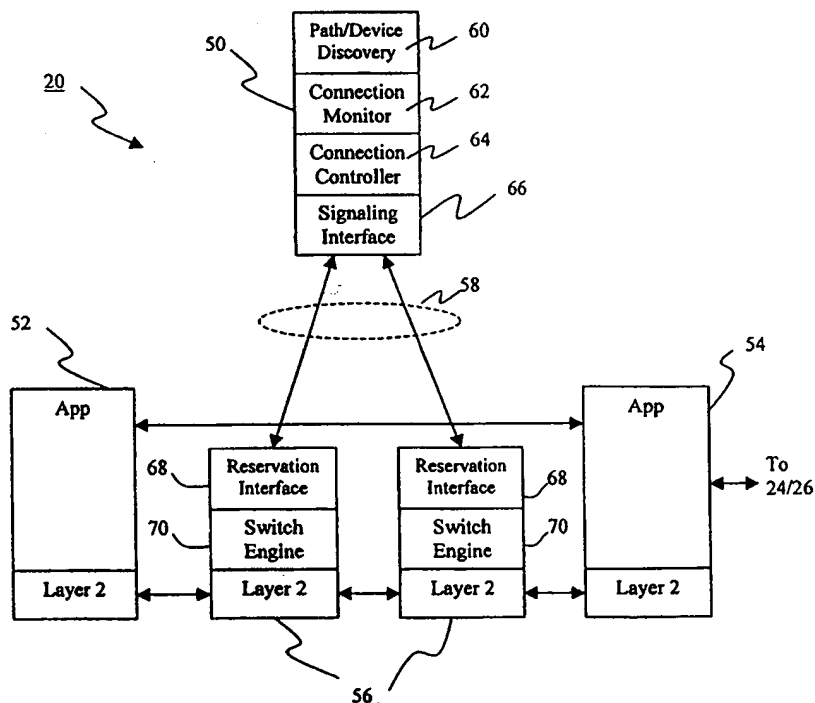 Path/Device
Discovery
60
50
20
Connection
Monitor
62
Connection
Controller
64
Signaling
Interface
66
58
52
54
App
App
68
Reservation
Interface
Reservation
Interface
68
To
24/26
70
Switch
Engine
Switch
Engine
70
Layer 2
Layer 2
Layer 2
Layer 2
56